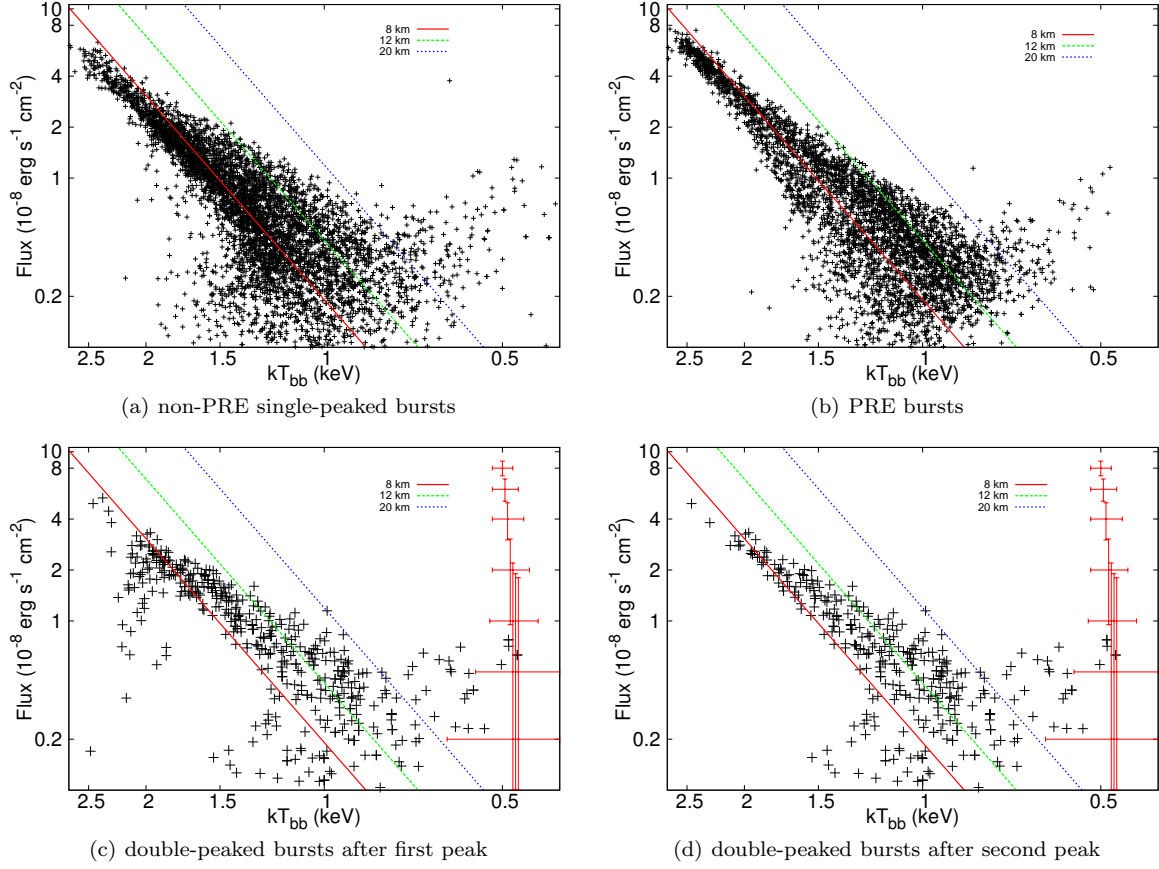 10
8
4
2
1
0.2
Flux (10-8 erg s-1 cm-2)
8 km
12 km
20 km
2.5 2 1.5 1 0.5
kTbb (keV)
(a) non-PRE single-peaked bursts
10
8
4
2
1
0.2
Flux (10-8 erg s-1 cm-2)
8 km
12 km
20 km
2.5 2 1.5 1 0.5
kTbb (keV)
(b) PRE bursts
10
8
4
2
1
0.2
Flux (10-8 erg s-1 cm-2)
8 km
12 km
20 km
2.5 2 1.5 1 0.5
kTbb (keV)
(c) double-peaked bursts after first peak
10
8
4
2
1
0.2
Flux (10-8 erg s-1 cm-2)
8 km
12 km
20 km
2.5 2 1.5 1 0.5
kTbb (keV)
(d) double-peaked bursts after second peak